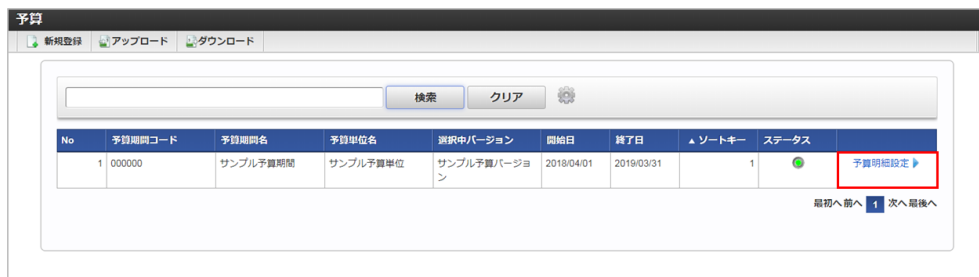 予算
新規登録 アップロード ダウンロード
検索 クリア
No 予算期間コード 予算期間名 予算単位名 選択中バージョン 開始日 終了日 ▲ ソートキー ステータス
1 000000 サンプル予算期間 サンプル予算単位 サンプル予算バージョ 2018/04/01 2019/03/31 1 予算明細設定
ン
最初へ 前へ 1 次へ 最後へ